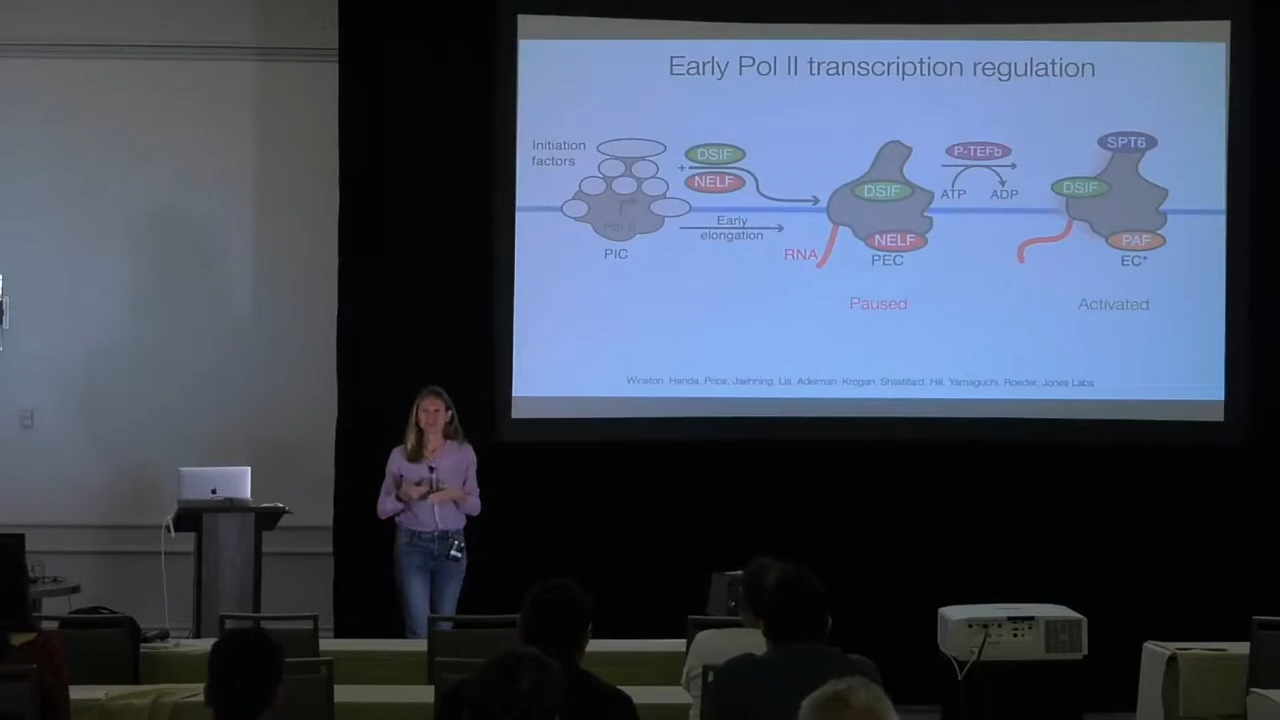 Early Pol II transcription regulation
Initiation
factors
+
DSIF
NELF
Pol II
PIC
Early
elongation
RNA
DSIF
NELF
PEC
Paused
P-TEFb
ATP
ADP
SPT6
DSIF
PAF
EC*
Activated
Winston, Handa, Price, Jaehning, Lis, Adelman, Krogan, Shilatifard, Hill, Yamaguchi, Roeder, Jones Labs